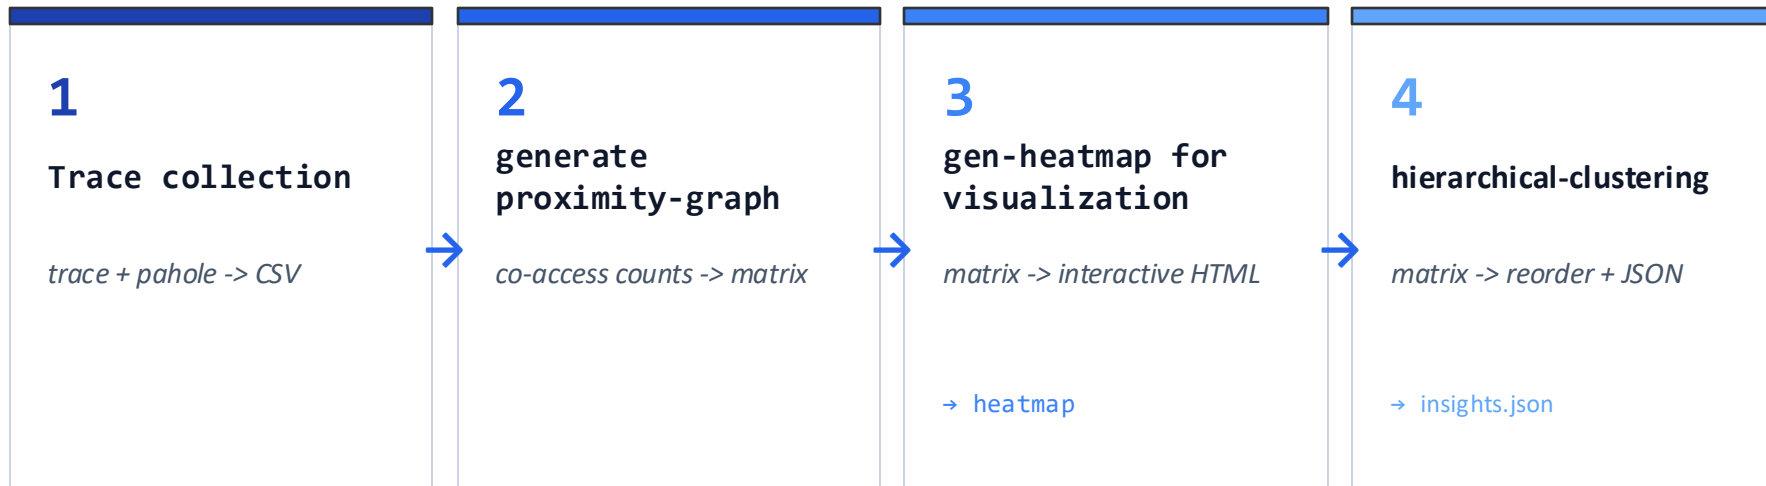 1
Trace collection
trace + pahole -> CSV
2
generate
proximity-graph
co-access counts -> matrix
3
gen-heatmap for
visualization
matrix -> interactive HTML
→ heatmap
4
hierarchical-clustering
matrix -> reorder + JSON
→ insights.json